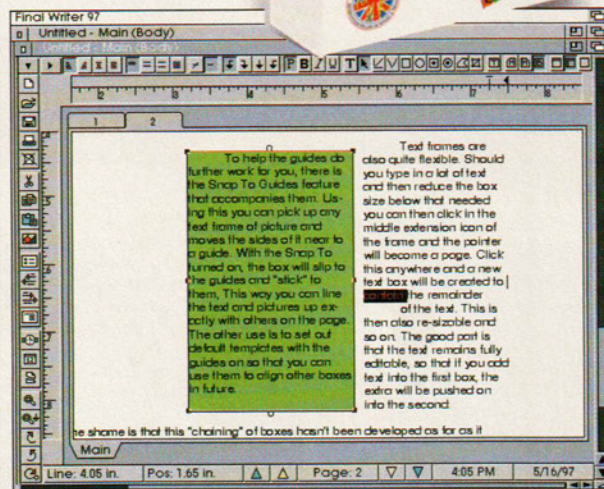 Final Writer 97
Untitled - Main (Body)
Untitled - Main (Body)
P B I U T
12 13 14 15 16 17 18
1 2
To help the guides do
further work for you, there is
the Snap To Guides feature
that accompanies them. Us-
ing this you can pick up any
text frame of picture and
moves the sides of it near to
a guide. With the Snap To
turned on, the box will slip to
the guides and "stick" to
them, This way you can line
the text and pictures up ex-
actly with others on the page.
The other use is to set out
default templates with the
guides on so that you can
use them to align other boxes
in future.
Text frames are
also quite flexible. Should
you type in a lot of text
and then reduce the box
size below that needed
you can then click in the
middle extension icon of
the frame and the pointer
will become a page. Click
this anywhere and a new
text box will be created to
contain the remainder
of the text. This is
then also re-sizable and
so on. The good part is
that the text remains fully
editable, so that if you add
text into the first box, the
extra will be pushed on
into the second.
he shame is that this "chaining" of boxes hasn't been developed as far as it
Main
Line: 4.05 in. Pos: 1.65 in. Page: 2 4:05 PM 5/16/97